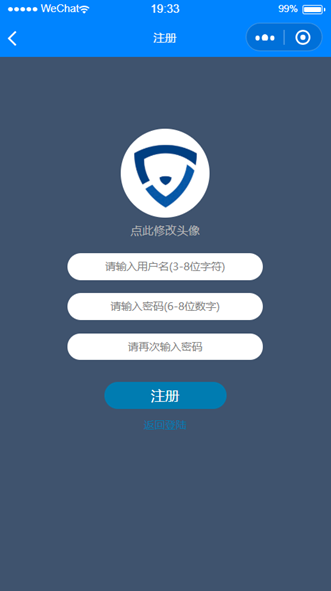 WeChat 19:33 99%
注册
点此修改头像
请输入用户名(3-8位字符)
请输入密码(6-8位数字)
请再次输入密码
注册
返回登陆